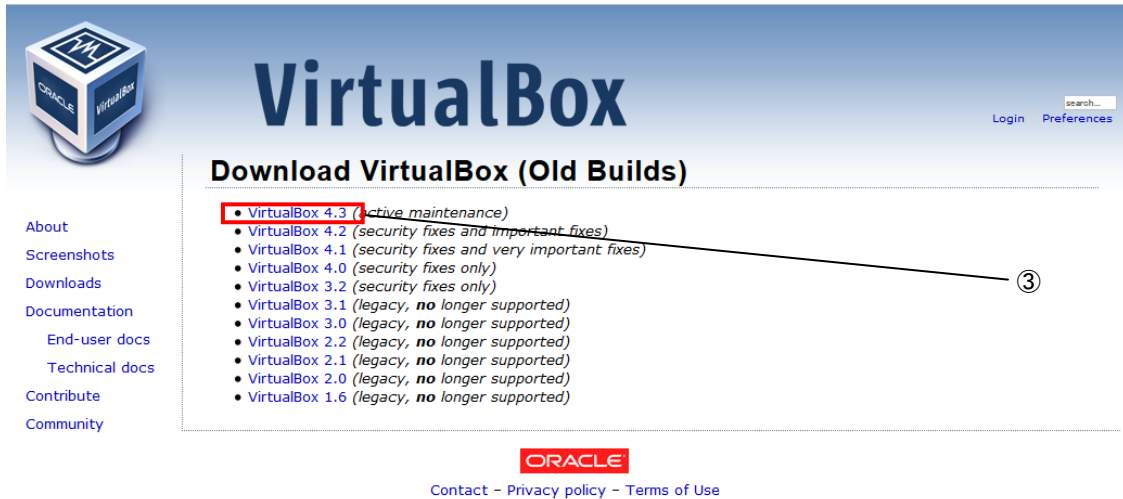 ORACLE
VirtualBox
VirtualBox
search...
Login Preferences
Download VirtualBox (Old Builds)
About
Screenshots
Downloads
Documentation
End-user docs
Technical docs
Contribute
Community
• VirtualBox 4.3 (active maintenance)
• VirtualBox 4.2 (security fixes and important fixes)
• VirtualBox 4.1 (security fixes and very important fixes)
• VirtualBox 4.0 (security fixes only)
• VirtualBox 3.2 (security fixes only)
• VirtualBox 3.1 (legacy, no longer supported)
• VirtualBox 3.0 (legacy, no longer supported)
• VirtualBox 2.2 (legacy, no longer supported)
• VirtualBox 2.1 (legacy, no longer supported)
• VirtualBox 2.0 (legacy, no longer supported)
• VirtualBox 1.6 (legacy, no longer supported)
③
ORACLE
Contact – Privacy policy – Terms of Use